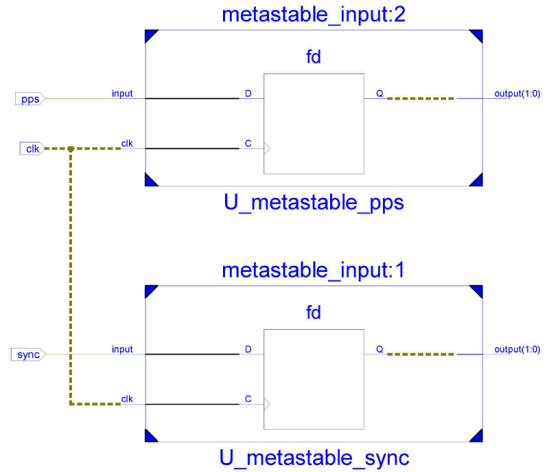 metastable_input:2
fd
pps input D Q output(1:0)
clk clk C
U_metastable_pps
metastable_input:1
fd
sync input D Q output(1:0)
clk C
U_metastable_sync